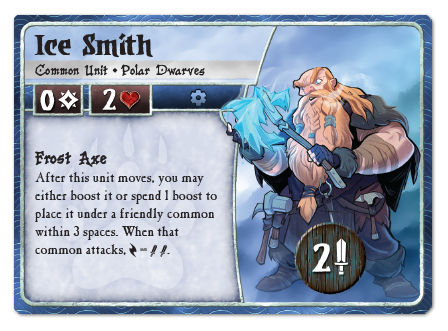 Ice Smith
Common Unit • Polar Dwarves
0 2
Frost Axe
After this unit moves, you may
either boost it or spend 1 boost to
place it under a friendly common
within 3 spaces. When that
common attacks, = .
2